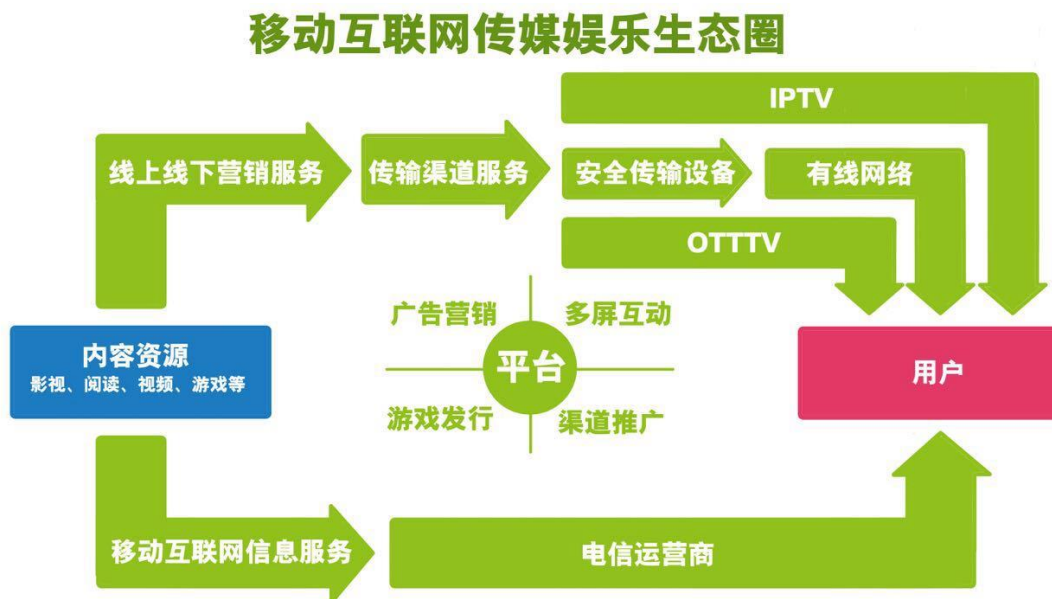 移动互联网传媒娱乐生态圈
IPTV
线上线下营销服务
传输渠道服务
安全传输设备
有线网络
OTTTV
广告营销
多屏互动
内容资源
影视、阅读、视频、游戏等
平台
用户
游戏发行
渠道推广
移动互联网信息服务
电信运营商